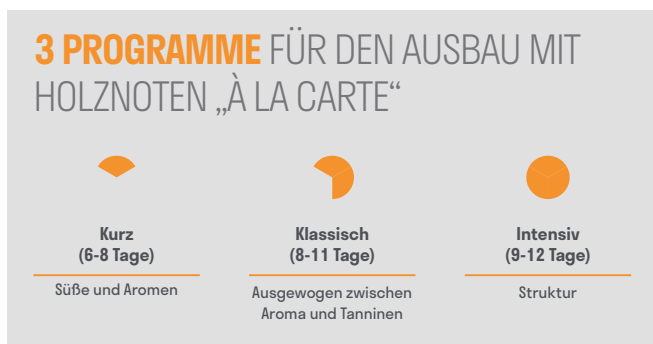 3 PROGRAMME FÜR DEN AUSBAU MIT
HOLZNOTEN „À LA CARTE“
Kurz
(6-8 Tage)
Süße und Aromen
Klassisch
(8-11 Tage)
Ausgewogen zwischen
Aroma und Tanninen
Intensiv
(9-12 Tage)
Struktur